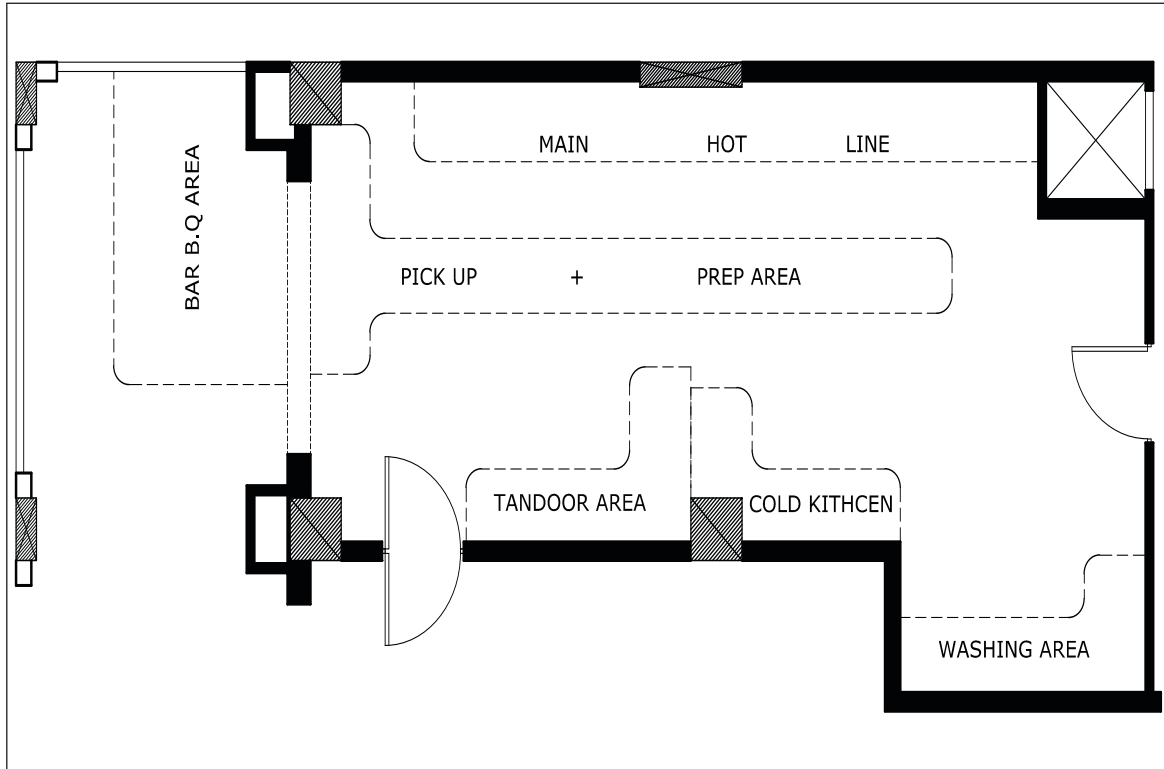 MAIN HOT LINE
BAR B.Q AREA
PICK UP + PREP AREA
TANDOOR AREA
COLD KITHCEN
WASHING AREA